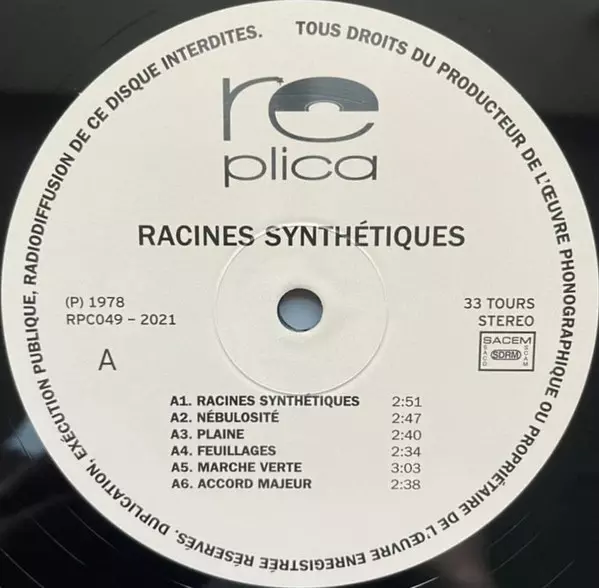 TOUS DROITS DU PRODUCTEUR DE L'ŒUVRE PHONOGRAPHIQUE OU PROPRIÉTAIRE DE L'ŒUVRE ENREGISTRÉE RÉSERVÉS. DUPLICATION, EXÉCUTION PUBLIQUE, RADIODIFFUSION DE CE DISQUE INTERDITES.
re
plica
RACINES SYNTHÉTIQUES
(P) 1978
RPC049 – 2021
A
33 TOURS
STEREO
SACEM
SACD
SDRM
SCAM
A1. RACINES SYNTHÉTIQUES 2:51
A2. NÉBULOSITÉ 2:47
A3. PLAINE 2:40
A4. FEUILLAGES 2:34
A5. MARCHE VERTE 3:03
A6. ACCORD MAJEUR 2:38